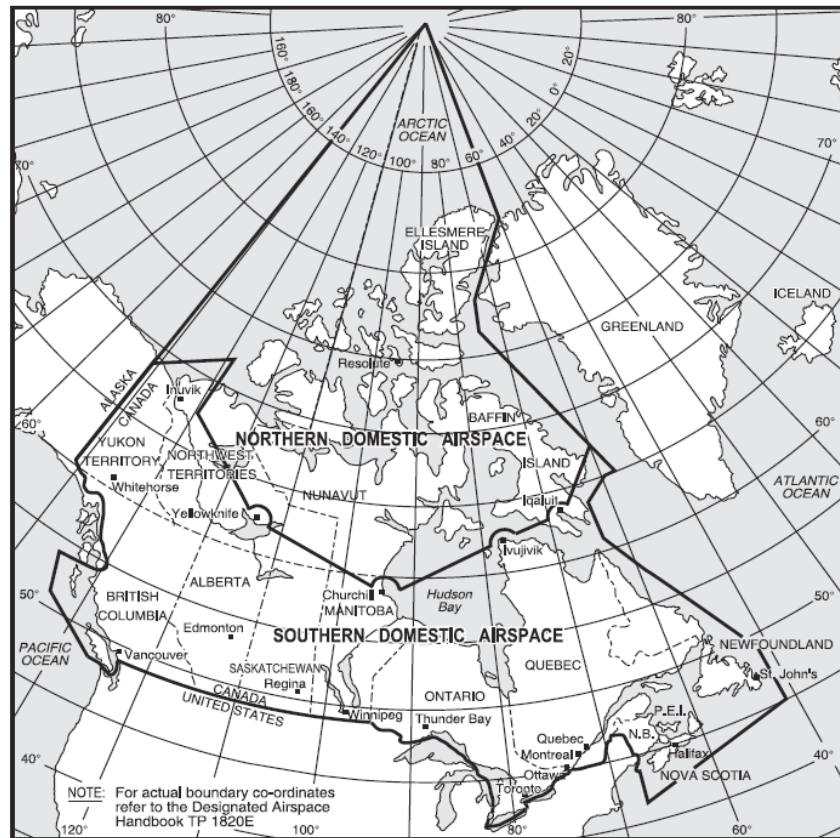 80°
160°
180°
160°
140°
120°
100°
80°
60°
40°
20°
0°
20°
80°
ARCTIC
OCEAN
70°
70°
ELLESMERE
ISLAND
ICELAND
GREENLAND
Resolute
ALASKA
CANADA
Inuvik
60°
60°
BAFFIN
ISLAND
NORTHERN DOMESTIC AIRSPACE
YUKON
TERRITORY
NORTHWEST
TERRITORIES
NUNAVUT
Whitehorse
Yellowknife
Iqaluit
ATLANTIC
OCEAN
Ivujivik
50°
50°
ALBERTA
BRITISH
COLUMBIA
Churchill
MANITOBA
Hudson
Bay
Edmonton
SOUTHERN DOMESTIC AIRSPACE
PACIFIC
OCEAN
Vancouver
NEWFOUNDLAND
St. John's
SASKATCHEWAN
Regina
QUEBEC
CANADA
UNITED STATES
ONTARIO
Winnipeg
Thunder Bay
P.E.I.
N.B.
Quebec
Montreal
Halifax
Ottawa
NOVA SCOTIA
Toronto
40°
40°
NOTE: For actual boundary co-ordinates
refer to the Designated Airspace
Handbook TP 1820E
120°
100°
80°
60°